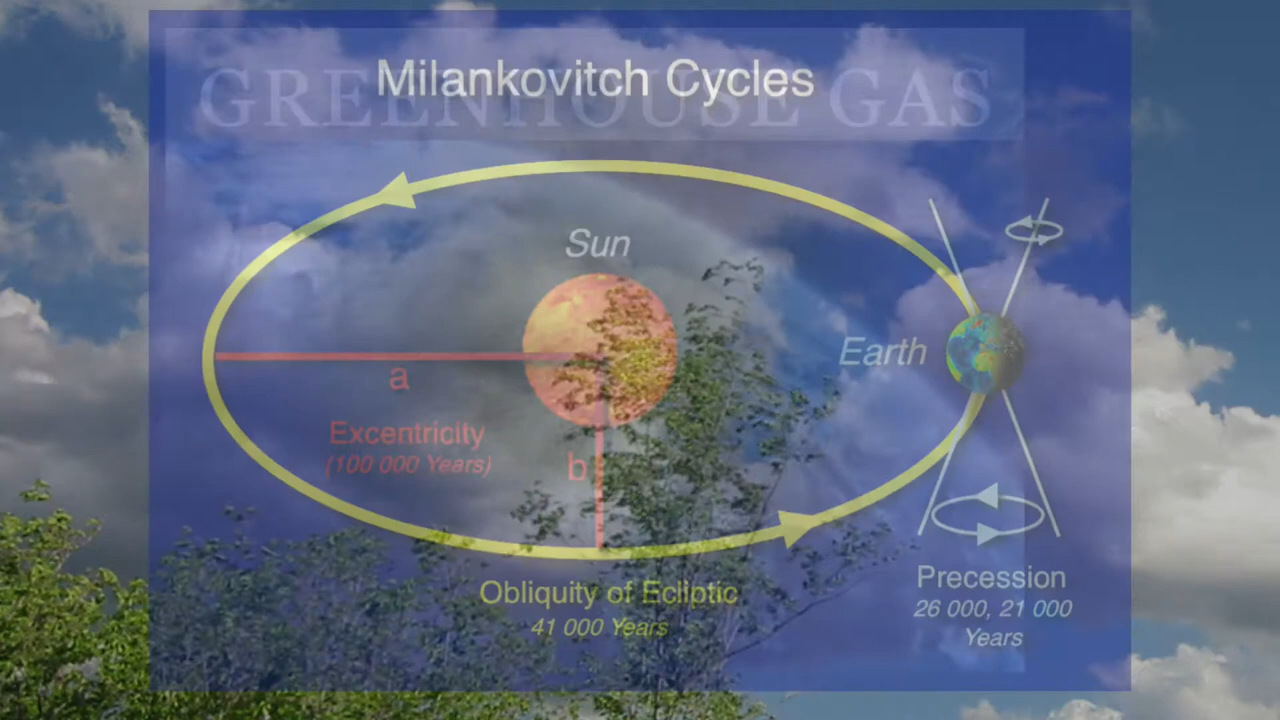 GREENHOUSE GAS
Milankovitch Cycles
Sun
Earth
a
Excentricity
(100 000 Years)
b
Obliquity of Ecliptic
41 000 Years
Precession
26 000, 21 000
Years